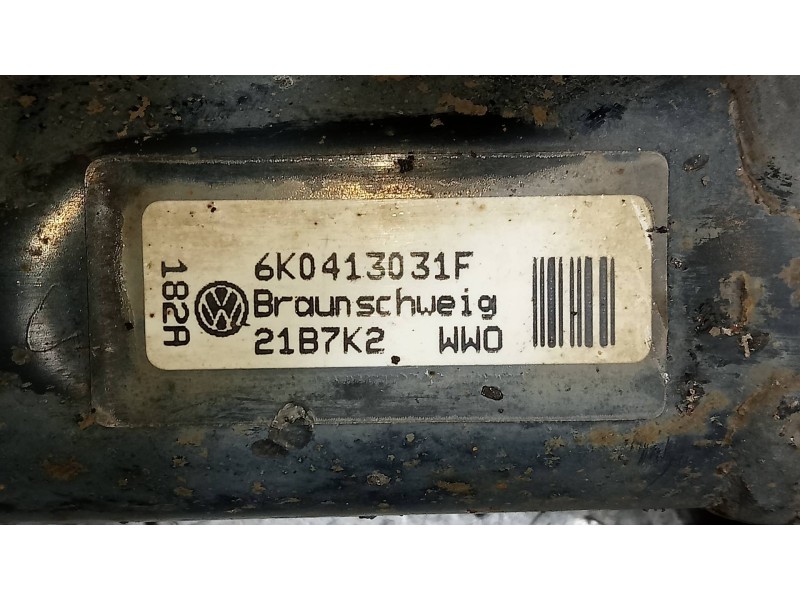 182A
6K0413031F
Braunschweig
21B7K2 WWO